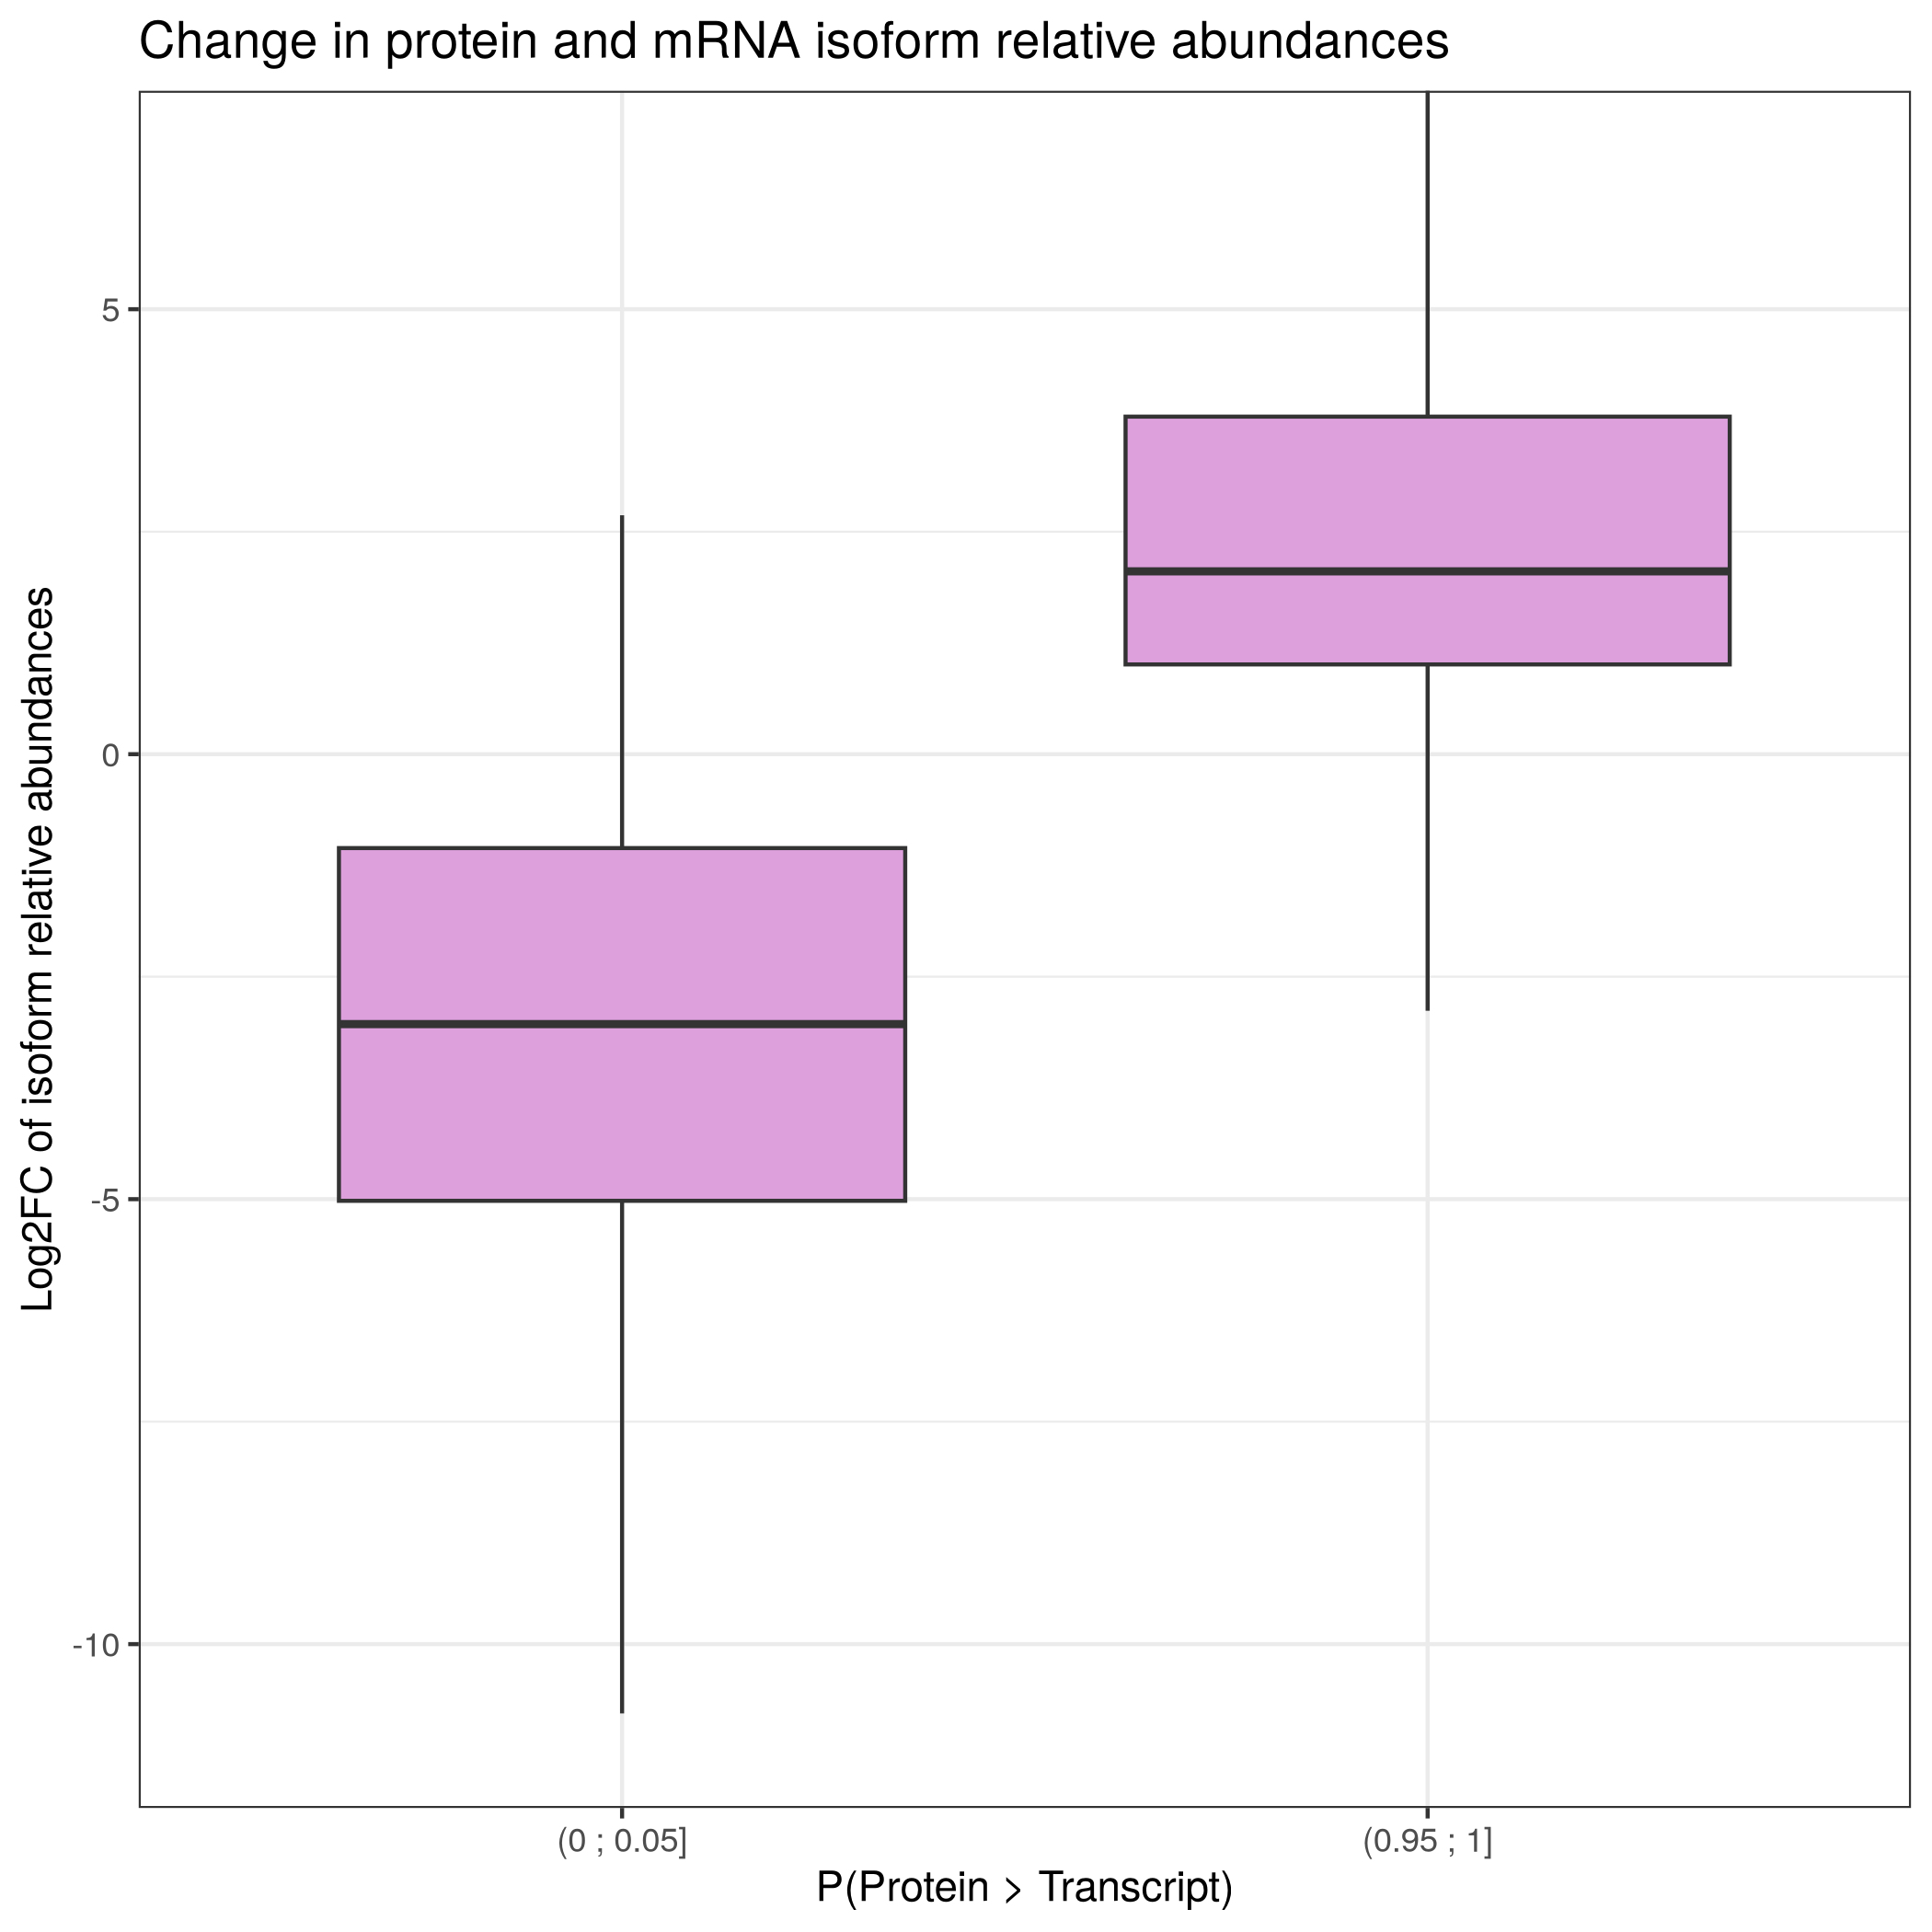 Change in protein and mRNA isoform relative abundances
Log2FC of isoform relative abundances
5
0
-5
-10
(0 ; 0.05]
(0.95 ; 1]
P(Protein > Transcript)